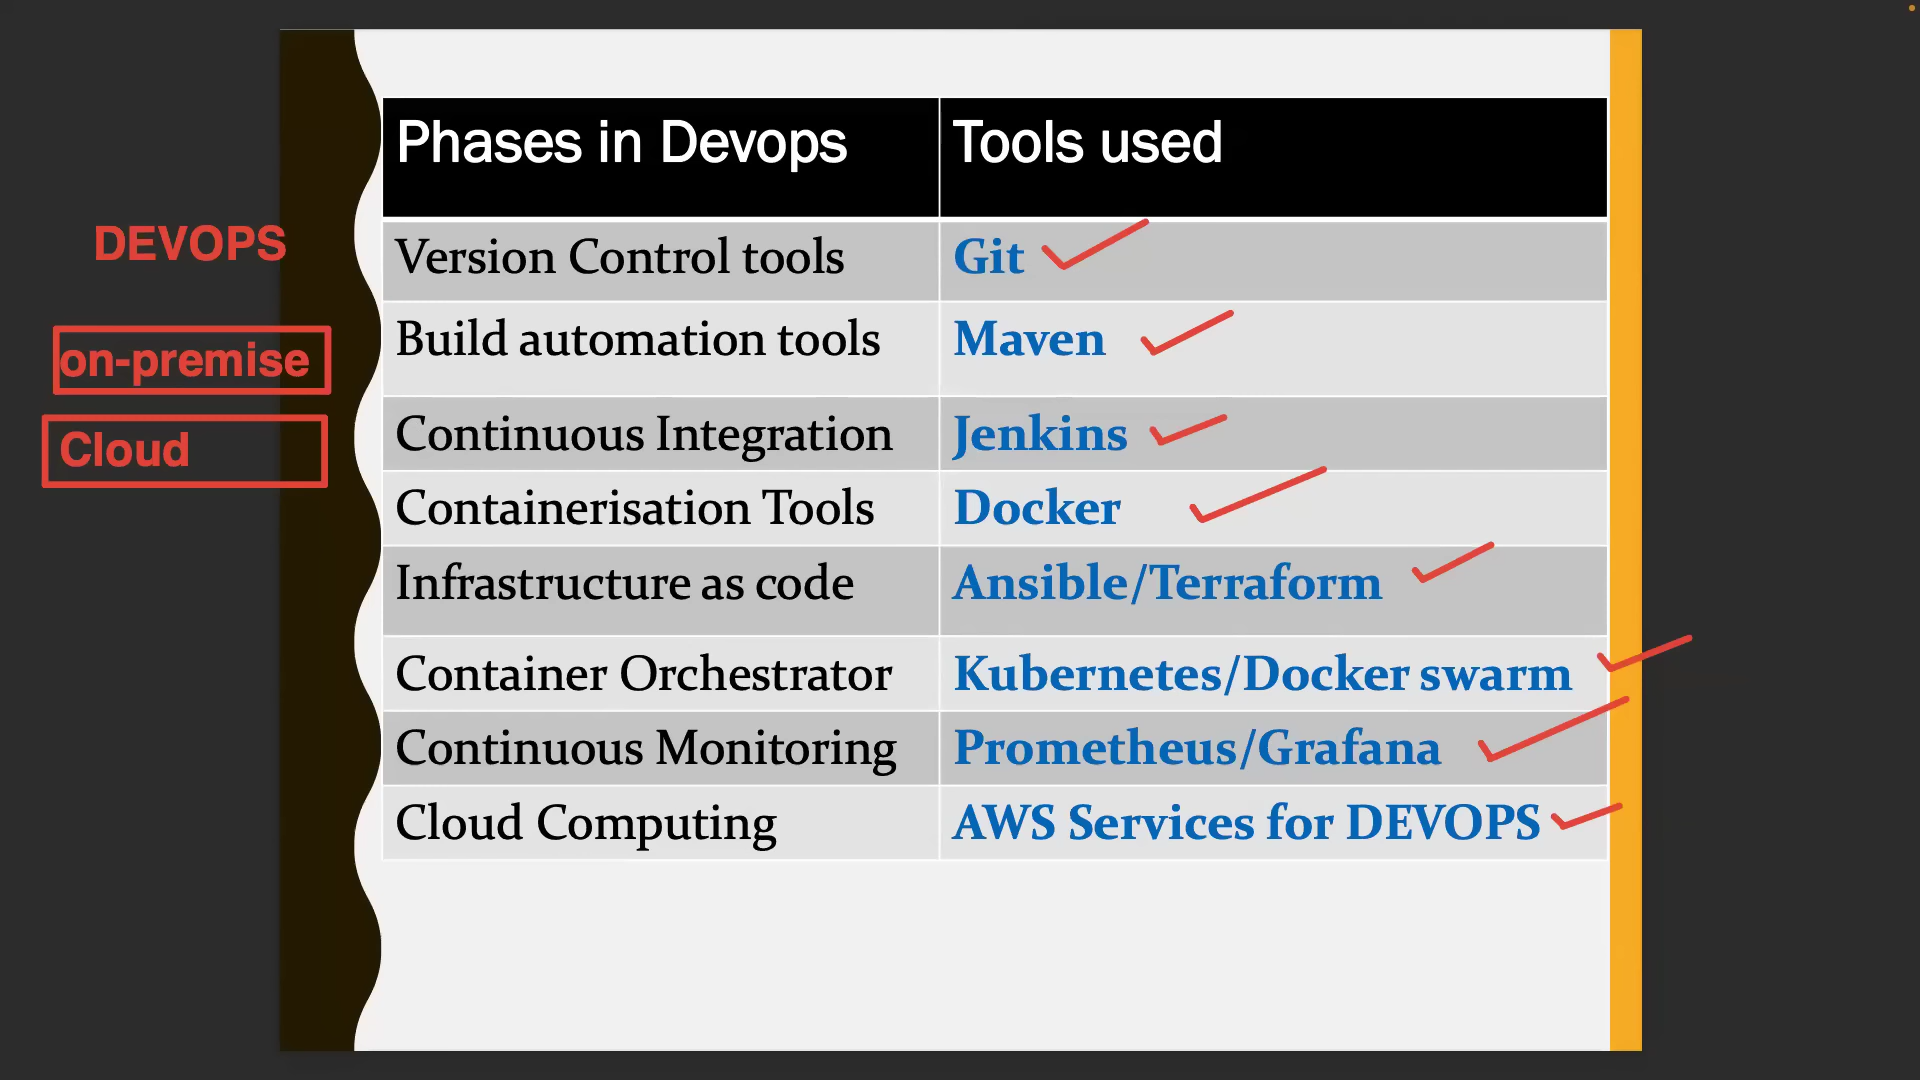 Phases in Devops Tools used
DEVOPS
on-premise
Cloud
Version Control tools Git
Build automation tools Maven
Continuous Integration Jenkins
Containerisation Tools Docker
Infrastructure as code Ansible/Terraform
Container Orchestrator Kubernetes/Docker swarm
Continuous Monitoring Prometheus/Grafana
Cloud Computing AWS Services for DEVOPS